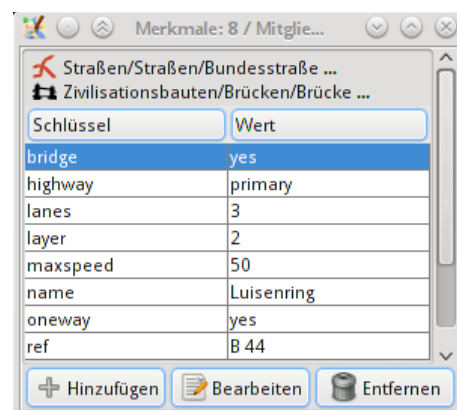 Merkmale: 8 / Mitglie...
Straßen/Straßen/Bundesstraße ...
Zivilisationsbauten/Brücken/Brücke ...
Schlüssel Wert
bridge yes
highway primary
lanes 3
layer 2
maxspeed 50
name Luisenring
oneway yes
ref B 44
Hinzufügen Bearbeiten Entfernen